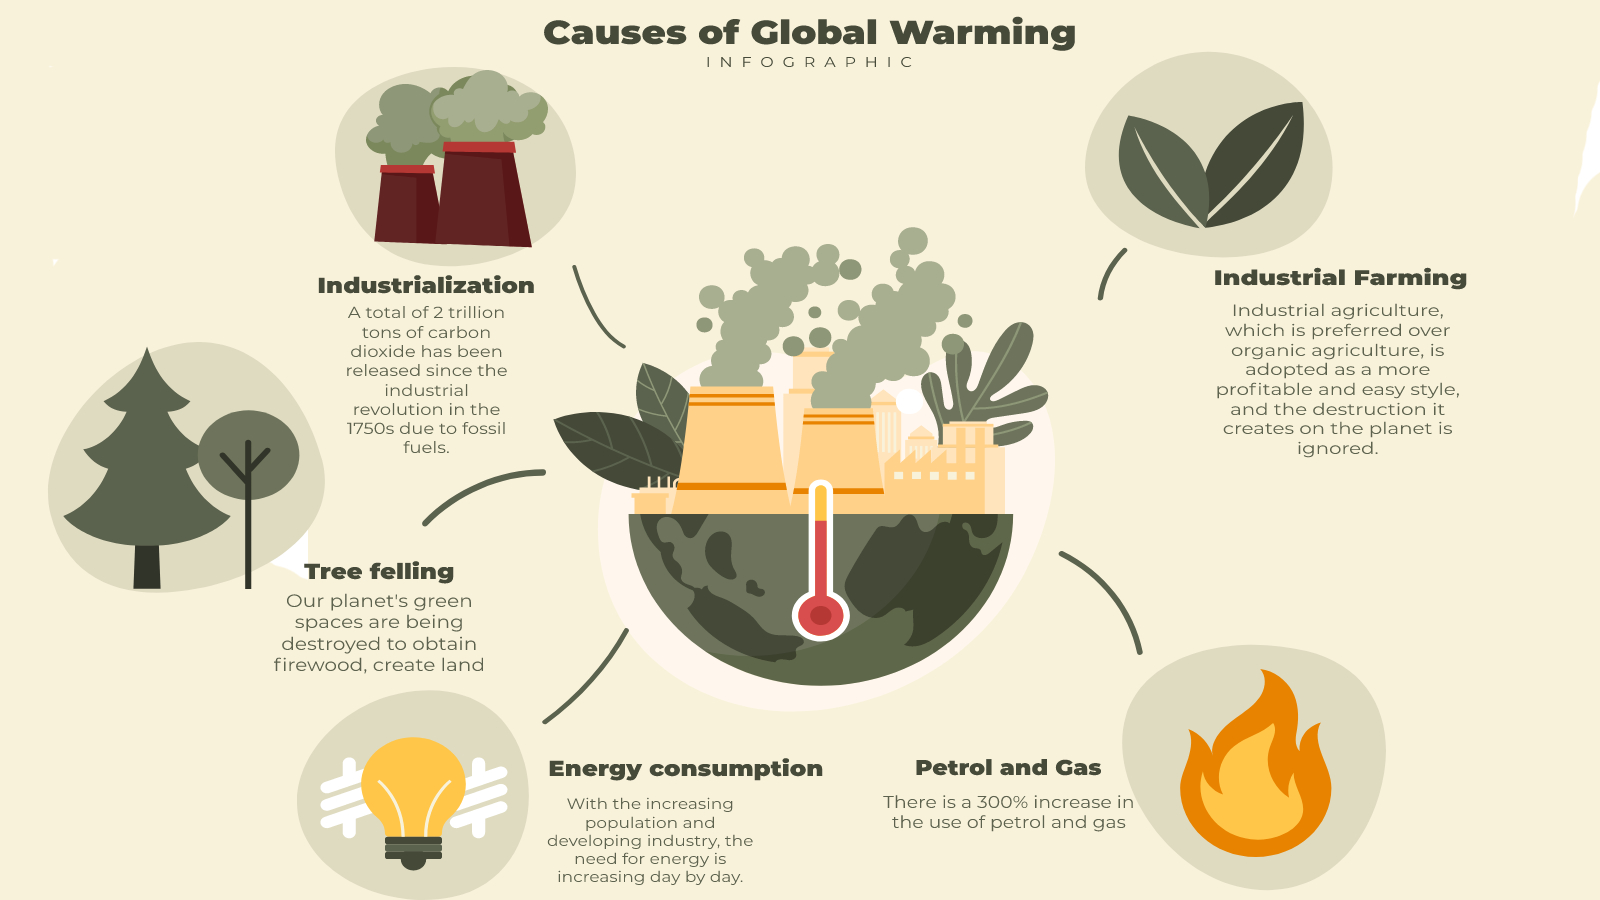 Causes of Global Warming
INFOGRAPHIC
Industrialization
A total of 2 trillion
tons of carbon
dioxide has been
released since the
industrial
revolution in the
1750s due to fossil
fuels.
Industrial Farming
Industrial agriculture,
which is preferred over
organic agriculture, is
adopted as a more
profitable and easy style,
and the destruction it
creates on the planet is
ignored.
Tree felling
Our planet's green
spaces are being
destroyed to obtain
firewood, create land
Energy consumption
With the increasing
population and
developing industry, the
need for energy is
increasing day by day.
Petrol and Gas
There is a 300% increase in
the use of petrol and gas